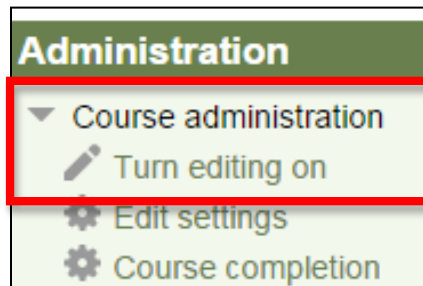 Administration
Course administration
Turn editing on
Edit settings
Course completion